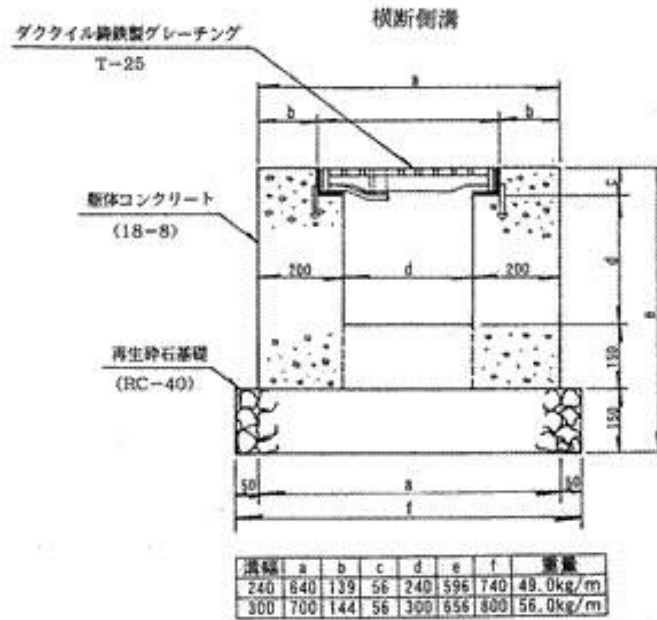 横断側溝
ダクタイル鋳鉄製グレーチング
T-25
a
b
b
c
躯体コンクリート
(18-8)
200
d
200
d
e
150
再生砕石基礎
(RC-40)
150
50
a
50
f
溝幅 a b c d e f 重量
240 640 139 56 240 596 740 49.0kg/m
300 700 144 56 300 656 800 56.0kg/m